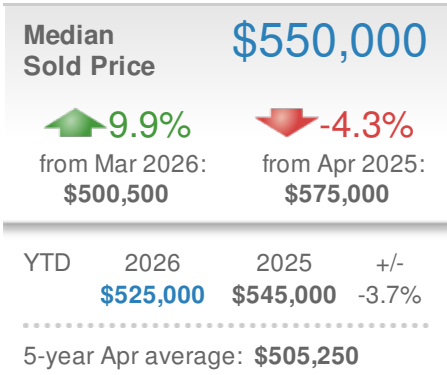 Median
Sold Price
$550,000
9.9%
from Mar 2026:
$500,500
-4.3%
from Apr 2025:
$575,000
YTD 2026 2025 +/-
$525,000 $545,000 -3.7%
5-year Apr average: $505,250